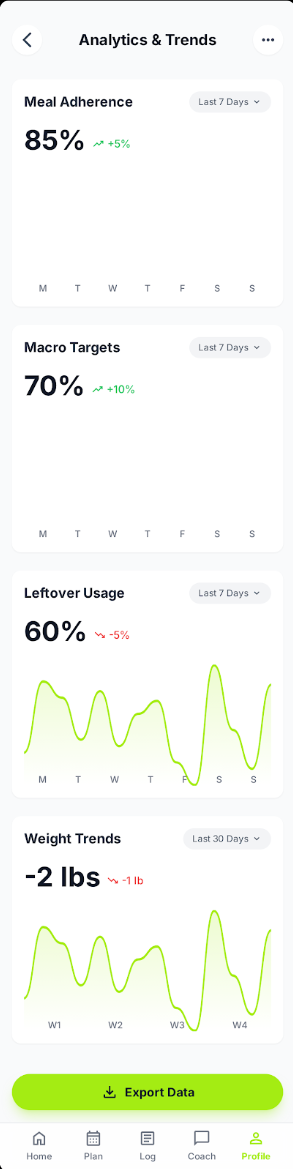 Analytics & Trends
Meal Adherence Last 7 Days
85% +5%
M T W T F S S
Macro Targets Last 7 Days
70% +10%
M T W T F S S
Leftover Usage Last 7 Days
60% -5%
M T W T F S S
Weight Trends Last 30 Days
-2 lbs -1 lb
W1 W2 W3 W4
Export Data
Home Plan Log Coach Profile